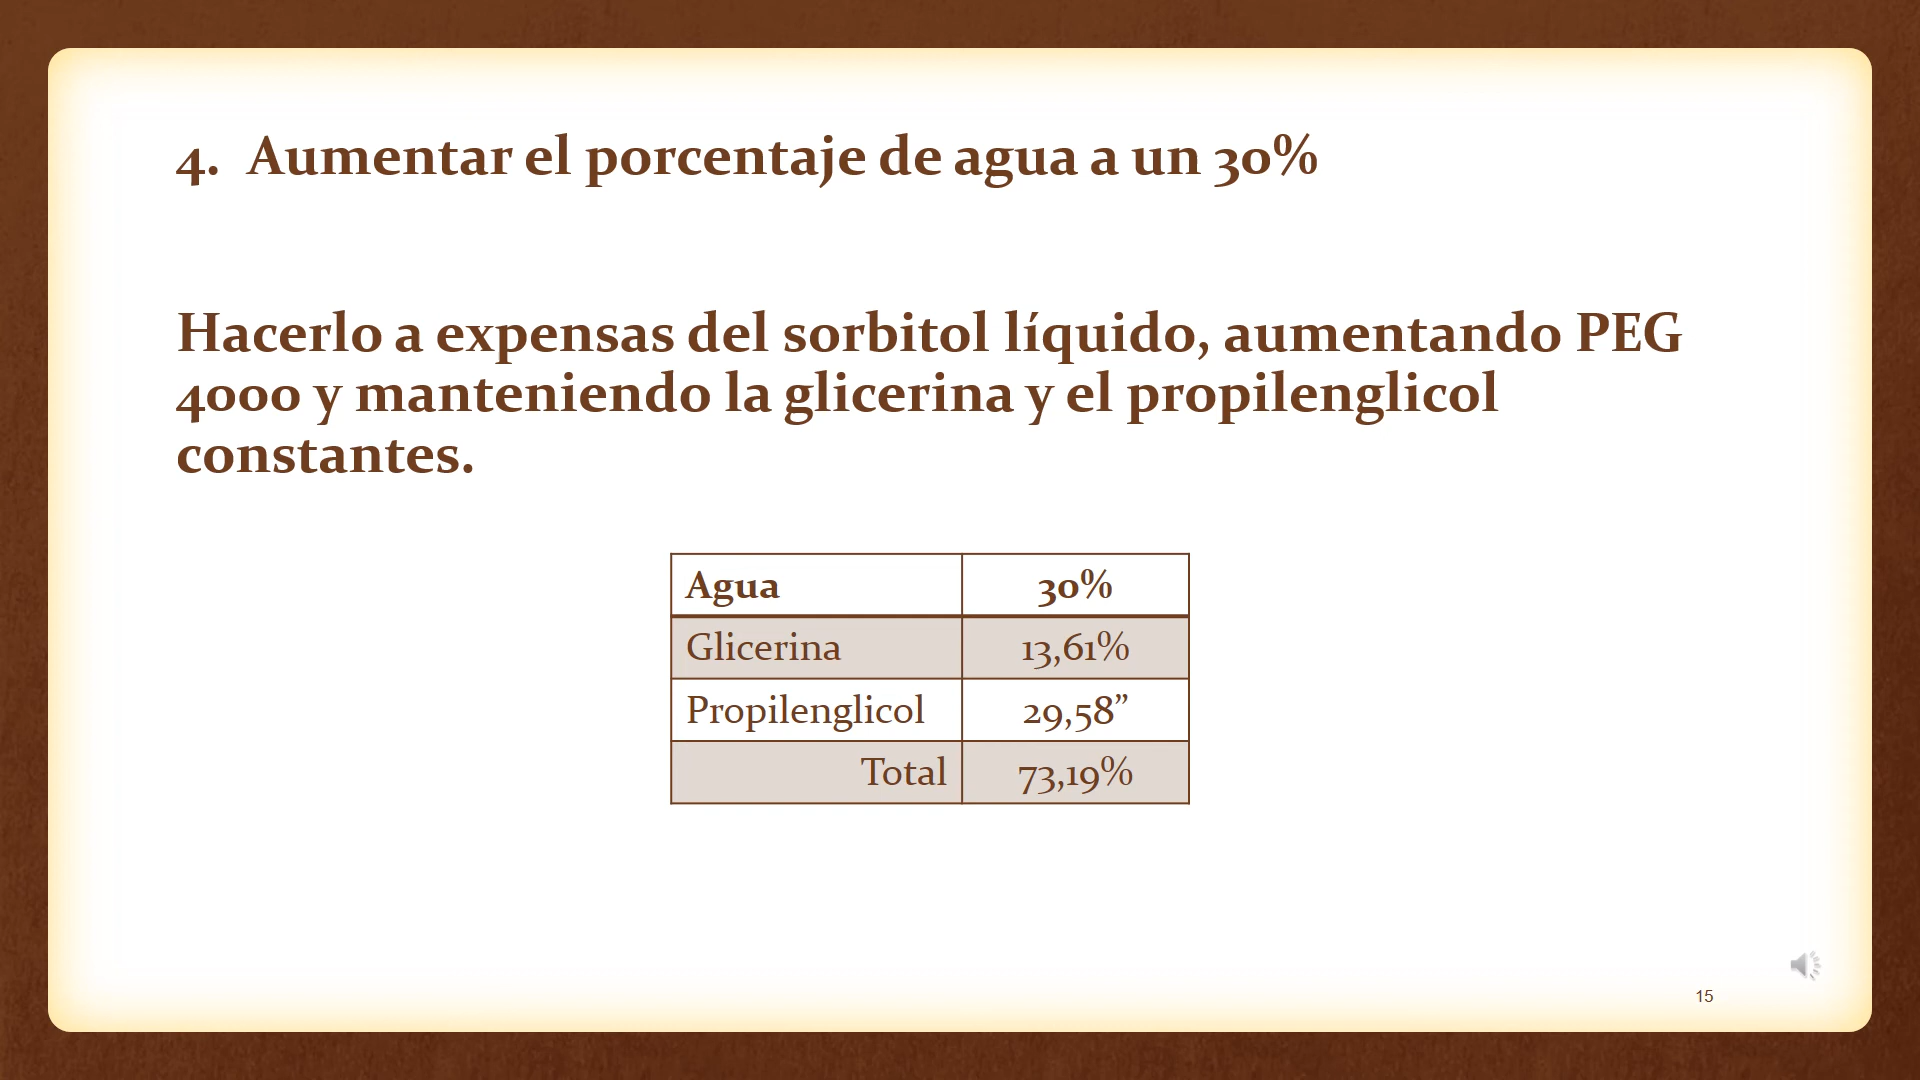 4. Aumentar el porcentaje de agua a un 30%
Hacerlo a expensas del sorbitol líquido, aumentando PEG
4000 y manteniendo la glicerina y el propilenglicol
constantes.
Agua 30%
Glicerina 13,61%
Propilenglicol 29,58”
Total 73,19%
15